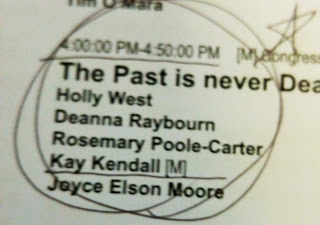 Tim O'Mara
4:00:00 PM-4:50:00 PM [M] Congress
The Past is never Dea
Holly West
Deanna Raybourn
Rosemary Poole-Carter
Kay Kendall [M]
Joyce Elson Moore